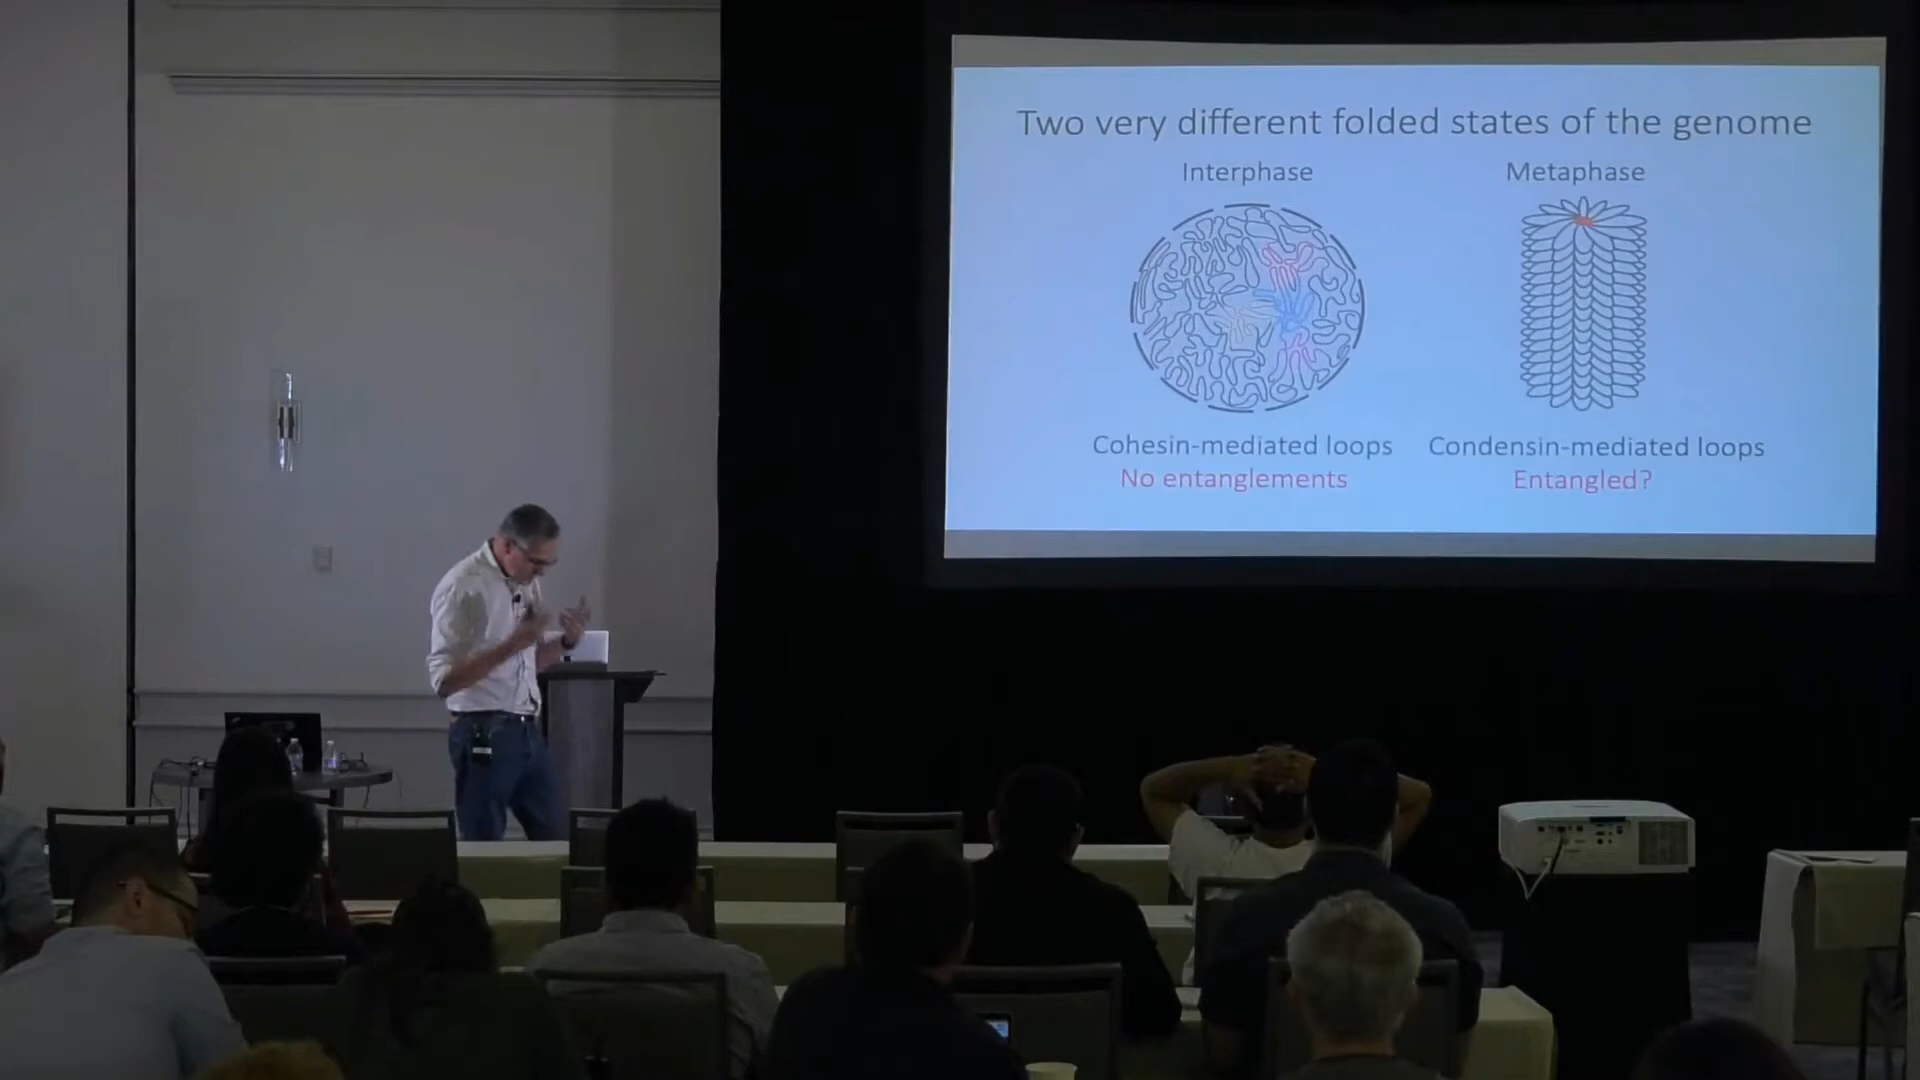 Two very different folded states of the genome
Interphase
Metaphase
Cohesin-mediated loops
No entanglements
Condensin-mediated loops
Entangled?